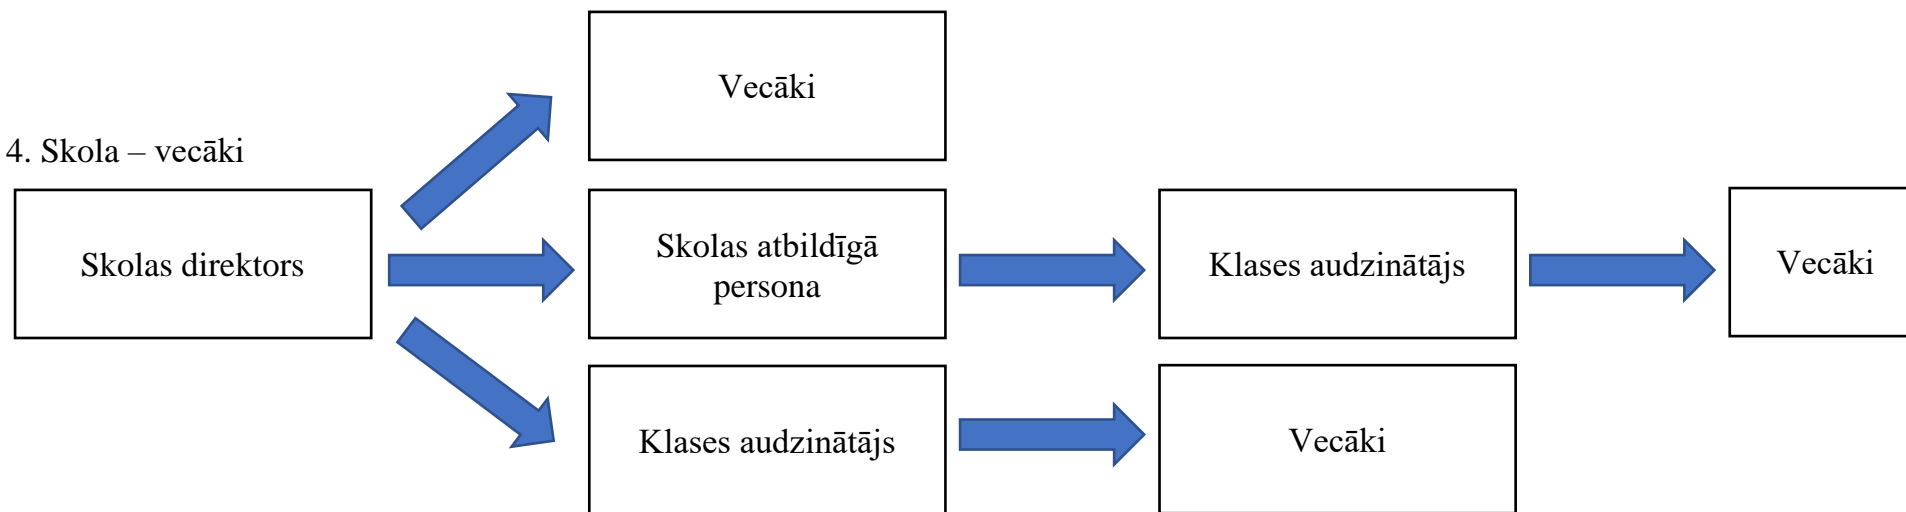 Vecāki
4. Skola – vecāki
Skolas direktors
Skolas atbildīgā
persona
Klases audzinātājs
Vecāki
Klases audzinātājs
Vecāki